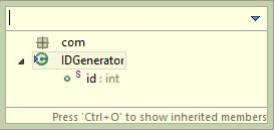 com
IDGenerator
S id : int
Press 'Ctrl+O' to show inherited members